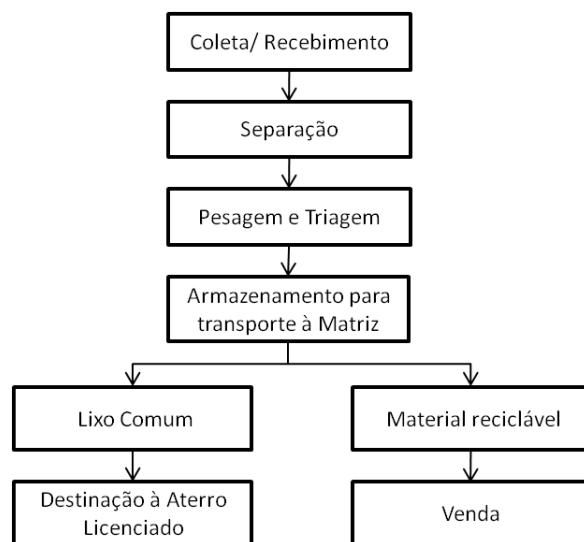 Coleta/ Recebimento
Separação
Pesagem e Triagem
Armazenamento para
transporte à Matriz
Lixo Comum
Material reciclável
Destinação à Aterro
Licenciado
Venda